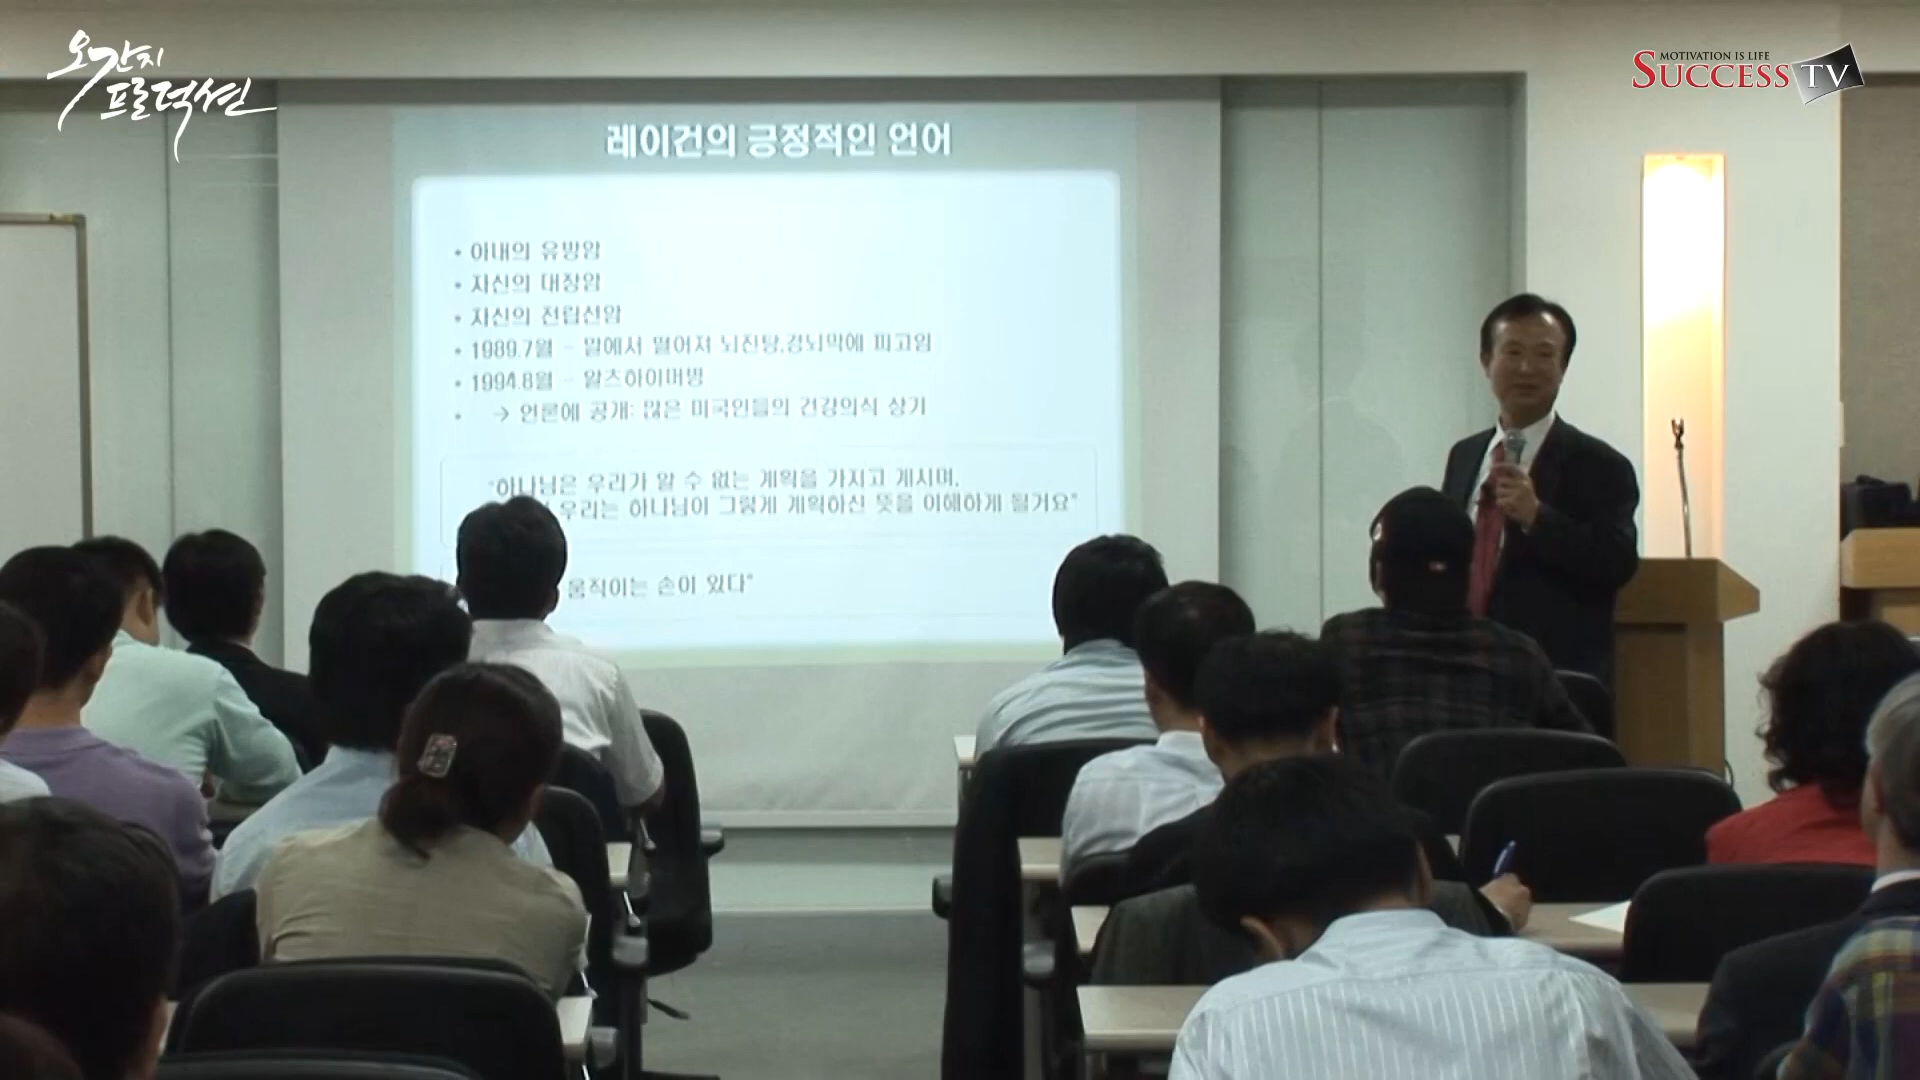 오간지
프로덕션
MOTIVATION IS LIFE
SUCCESS TV
레이건의 긍정적인 언어
• 아내의 유방암
• 자신의 대장암
• 자신의 전립선암
• 1989.7월 - 말에서 떨어져 뇌진탕,경뇌막에 피고임
• 1994.8월 - 알츠하이머병
• → 언론에 공개: 많은 미국인들의 건강의식 상기
"하나님은 우리가 알 수 없는 계획을 가지고 계시며,
우리는 하나님이 그렇게 계획하신 뜻을 이해하게 될거요"
움직이는 손이 있다"